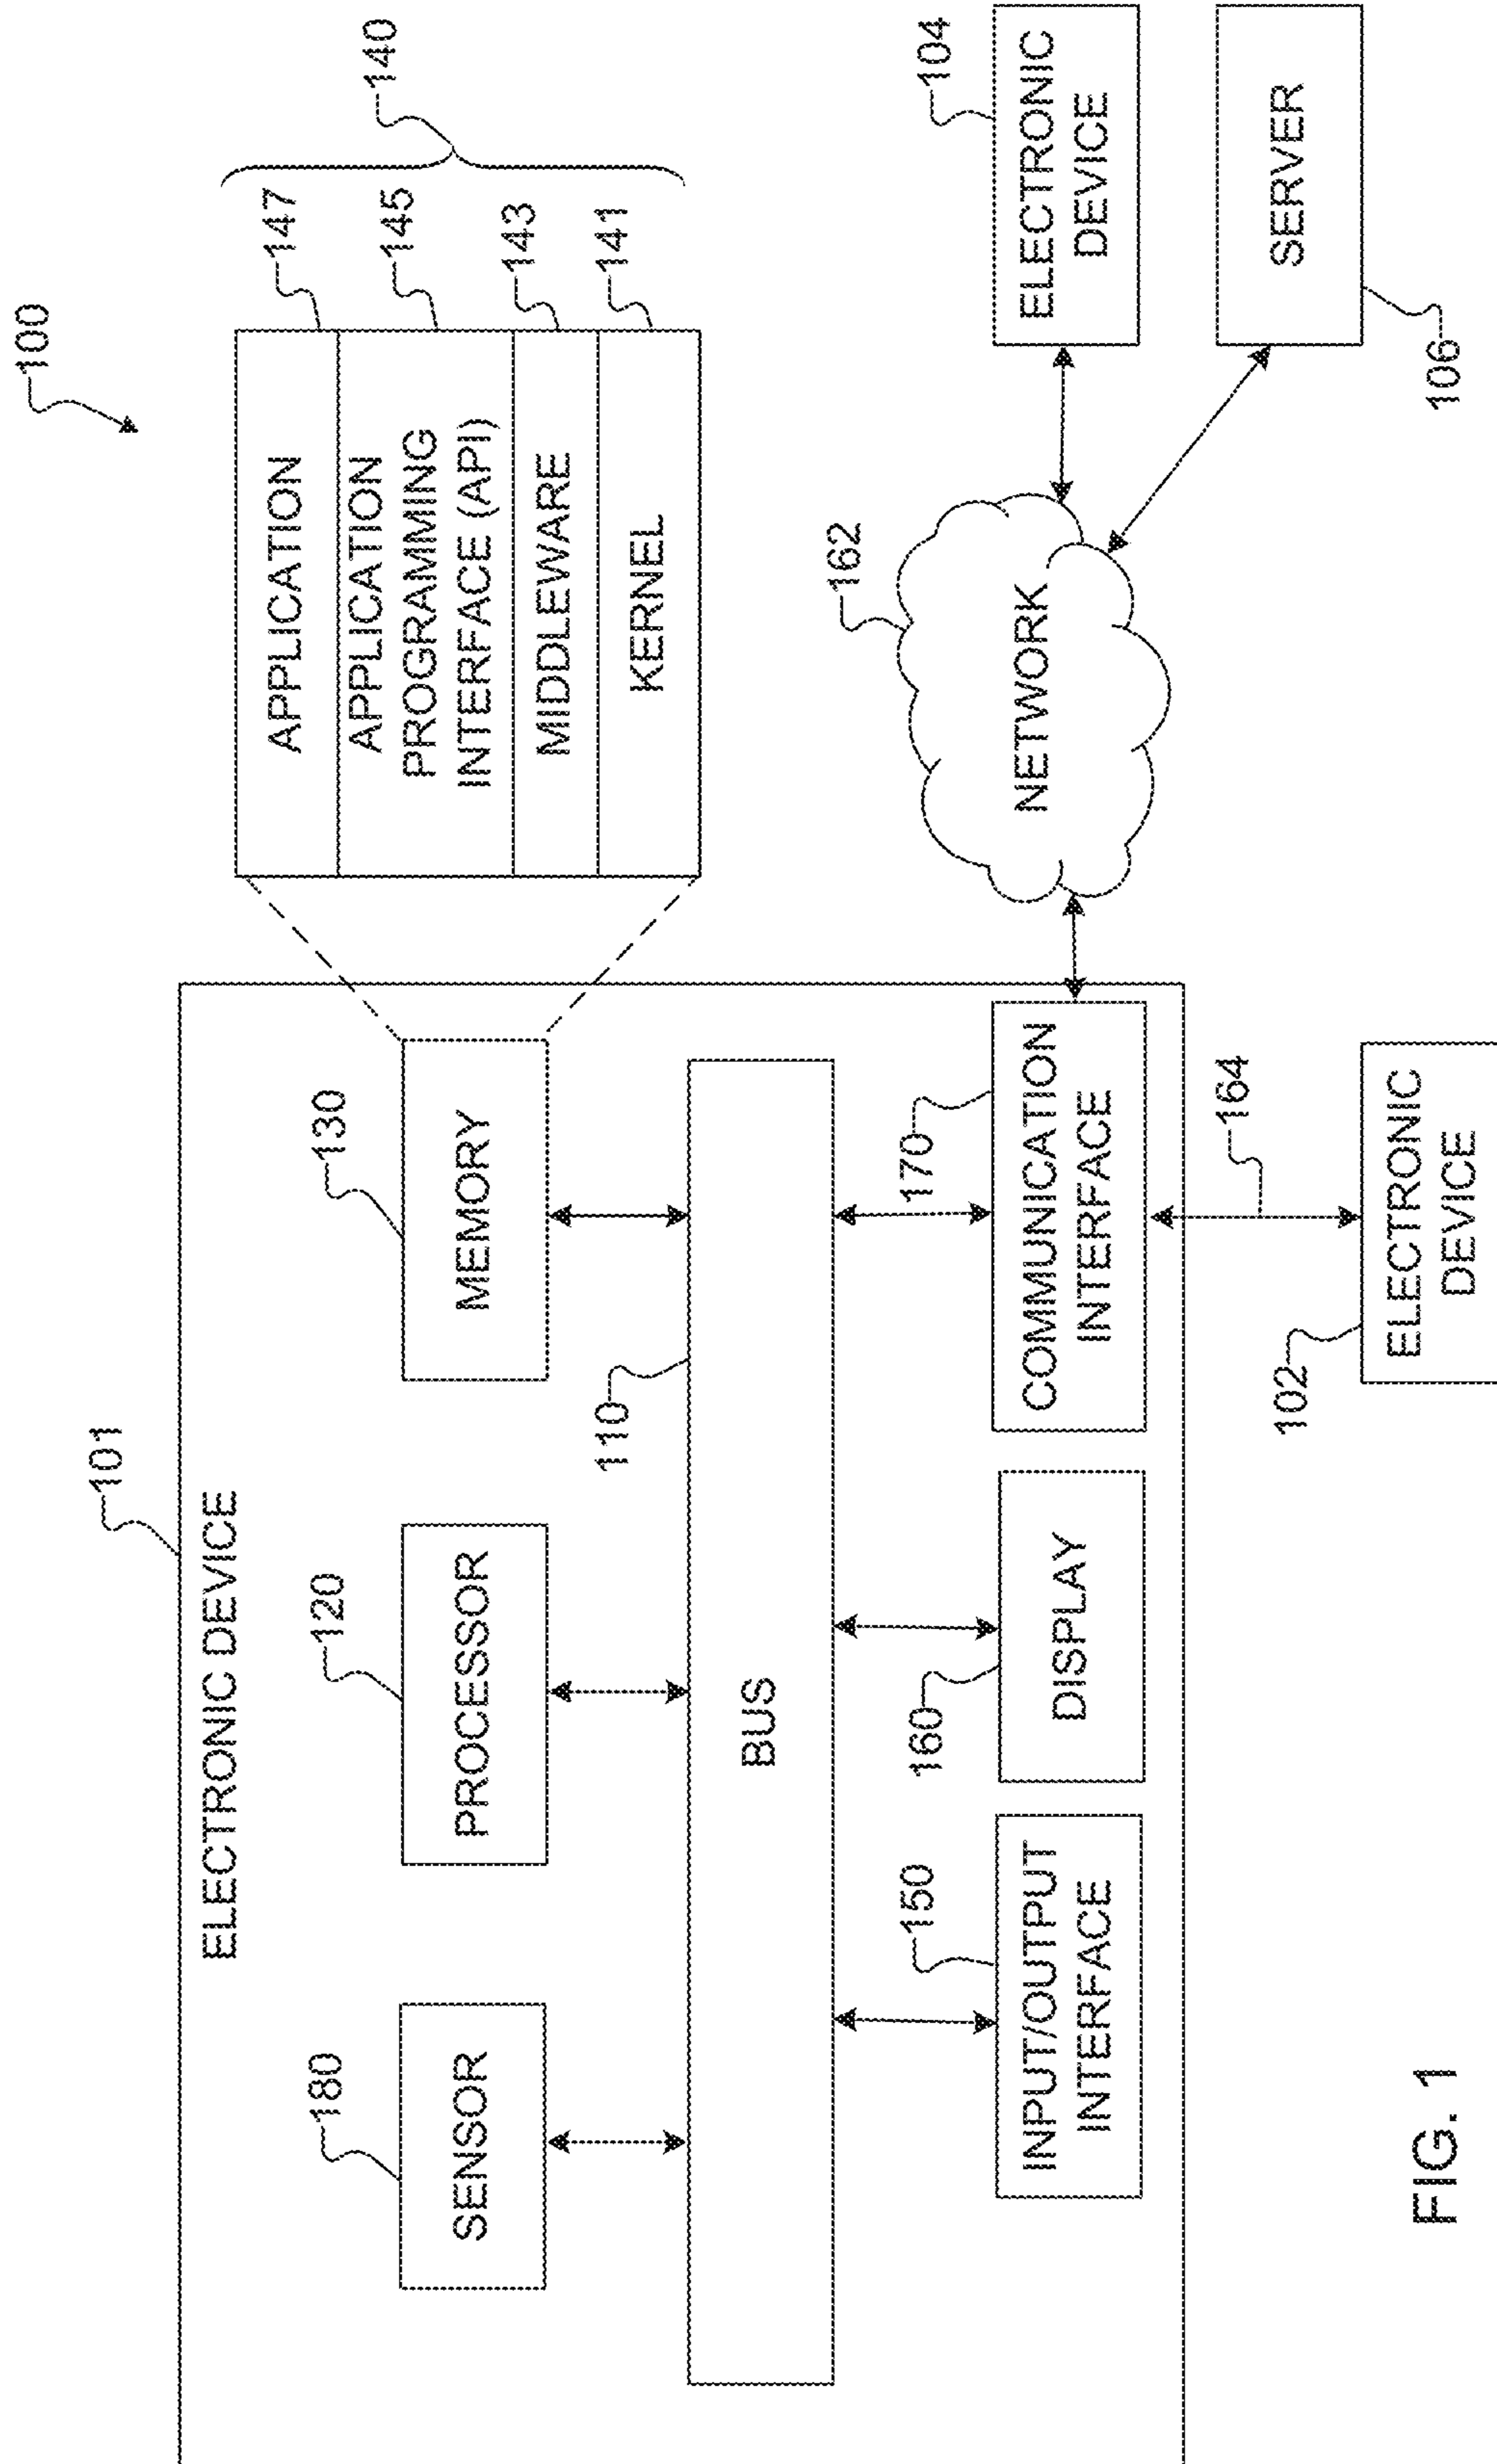 100
101
ELECTRONIC DEVICE
180
120
130
SENSOR
PROCESSOR
MEMORY
110
BUS
150
160
170
INPUT/OUTPUT
INTERFACE
DISPLAY
COMMUNICATION
INTERFACE
APPLICATION
147
APPLICATION
PROGRAMING
INTERFACE (API)
145
MIDDLEWARE
143
KERNEL
141
140
162
NETWORK
104
ELECTRONIC
DEVICE
SERVER
106
164
102
ELECTRONIC
DEVICE
FIG. 1